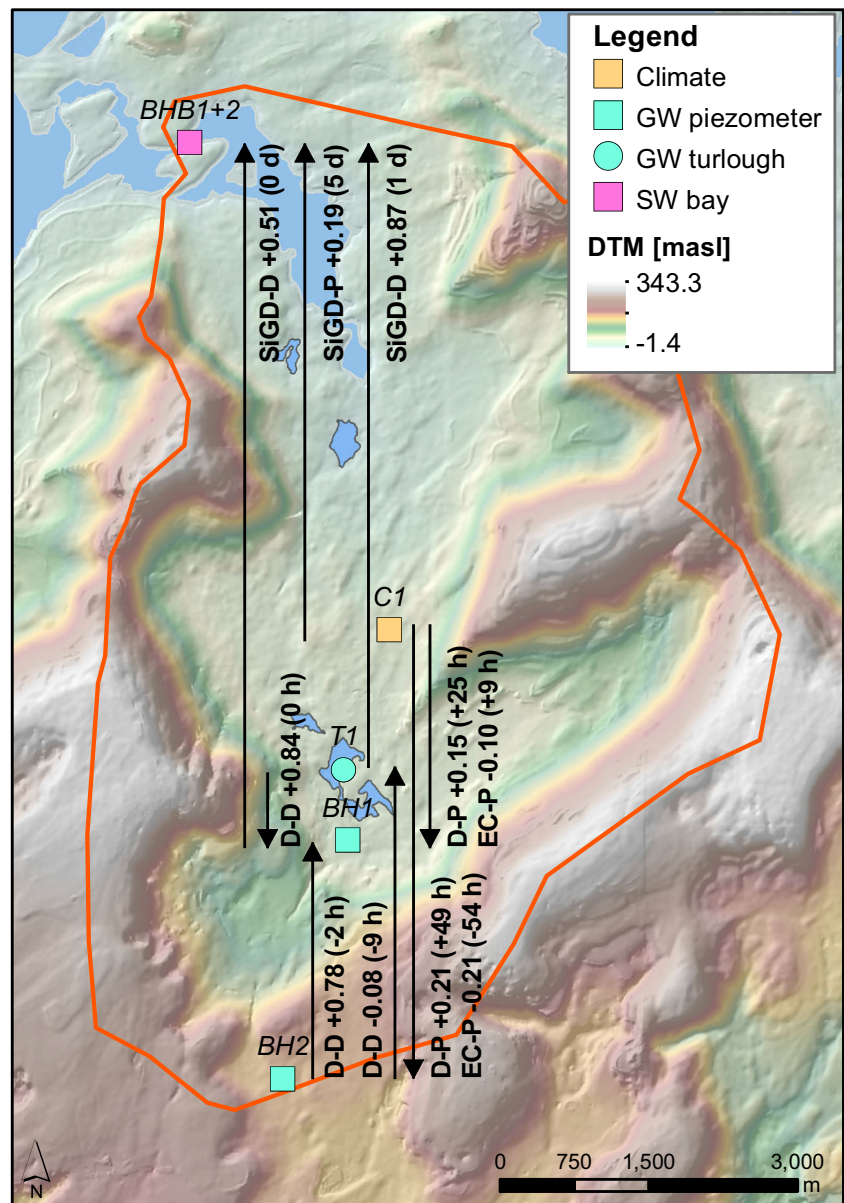 Legend
Climate
GW piezometer
GW turlough
SW bay
DTM [masl]
343.3
-1.4
BHB1+2
SiGD-D +0.51 (0 d)
SiGD-P +0.19 (5 d)
SiGD-D +0.87 (1 d)
C1
D-P +0.15 (+25 h)
EC-P -0.10 (+9 h)
D-D +0.84 (0 h)
T1
BH1
D-D +0.78 (-2 h)
D-D -0.08 (-9 h)
D-P +0.21 (+49 h)
EC-P -0.21 (-54 h)
BH2
N
0 750 1,500 3,000
m